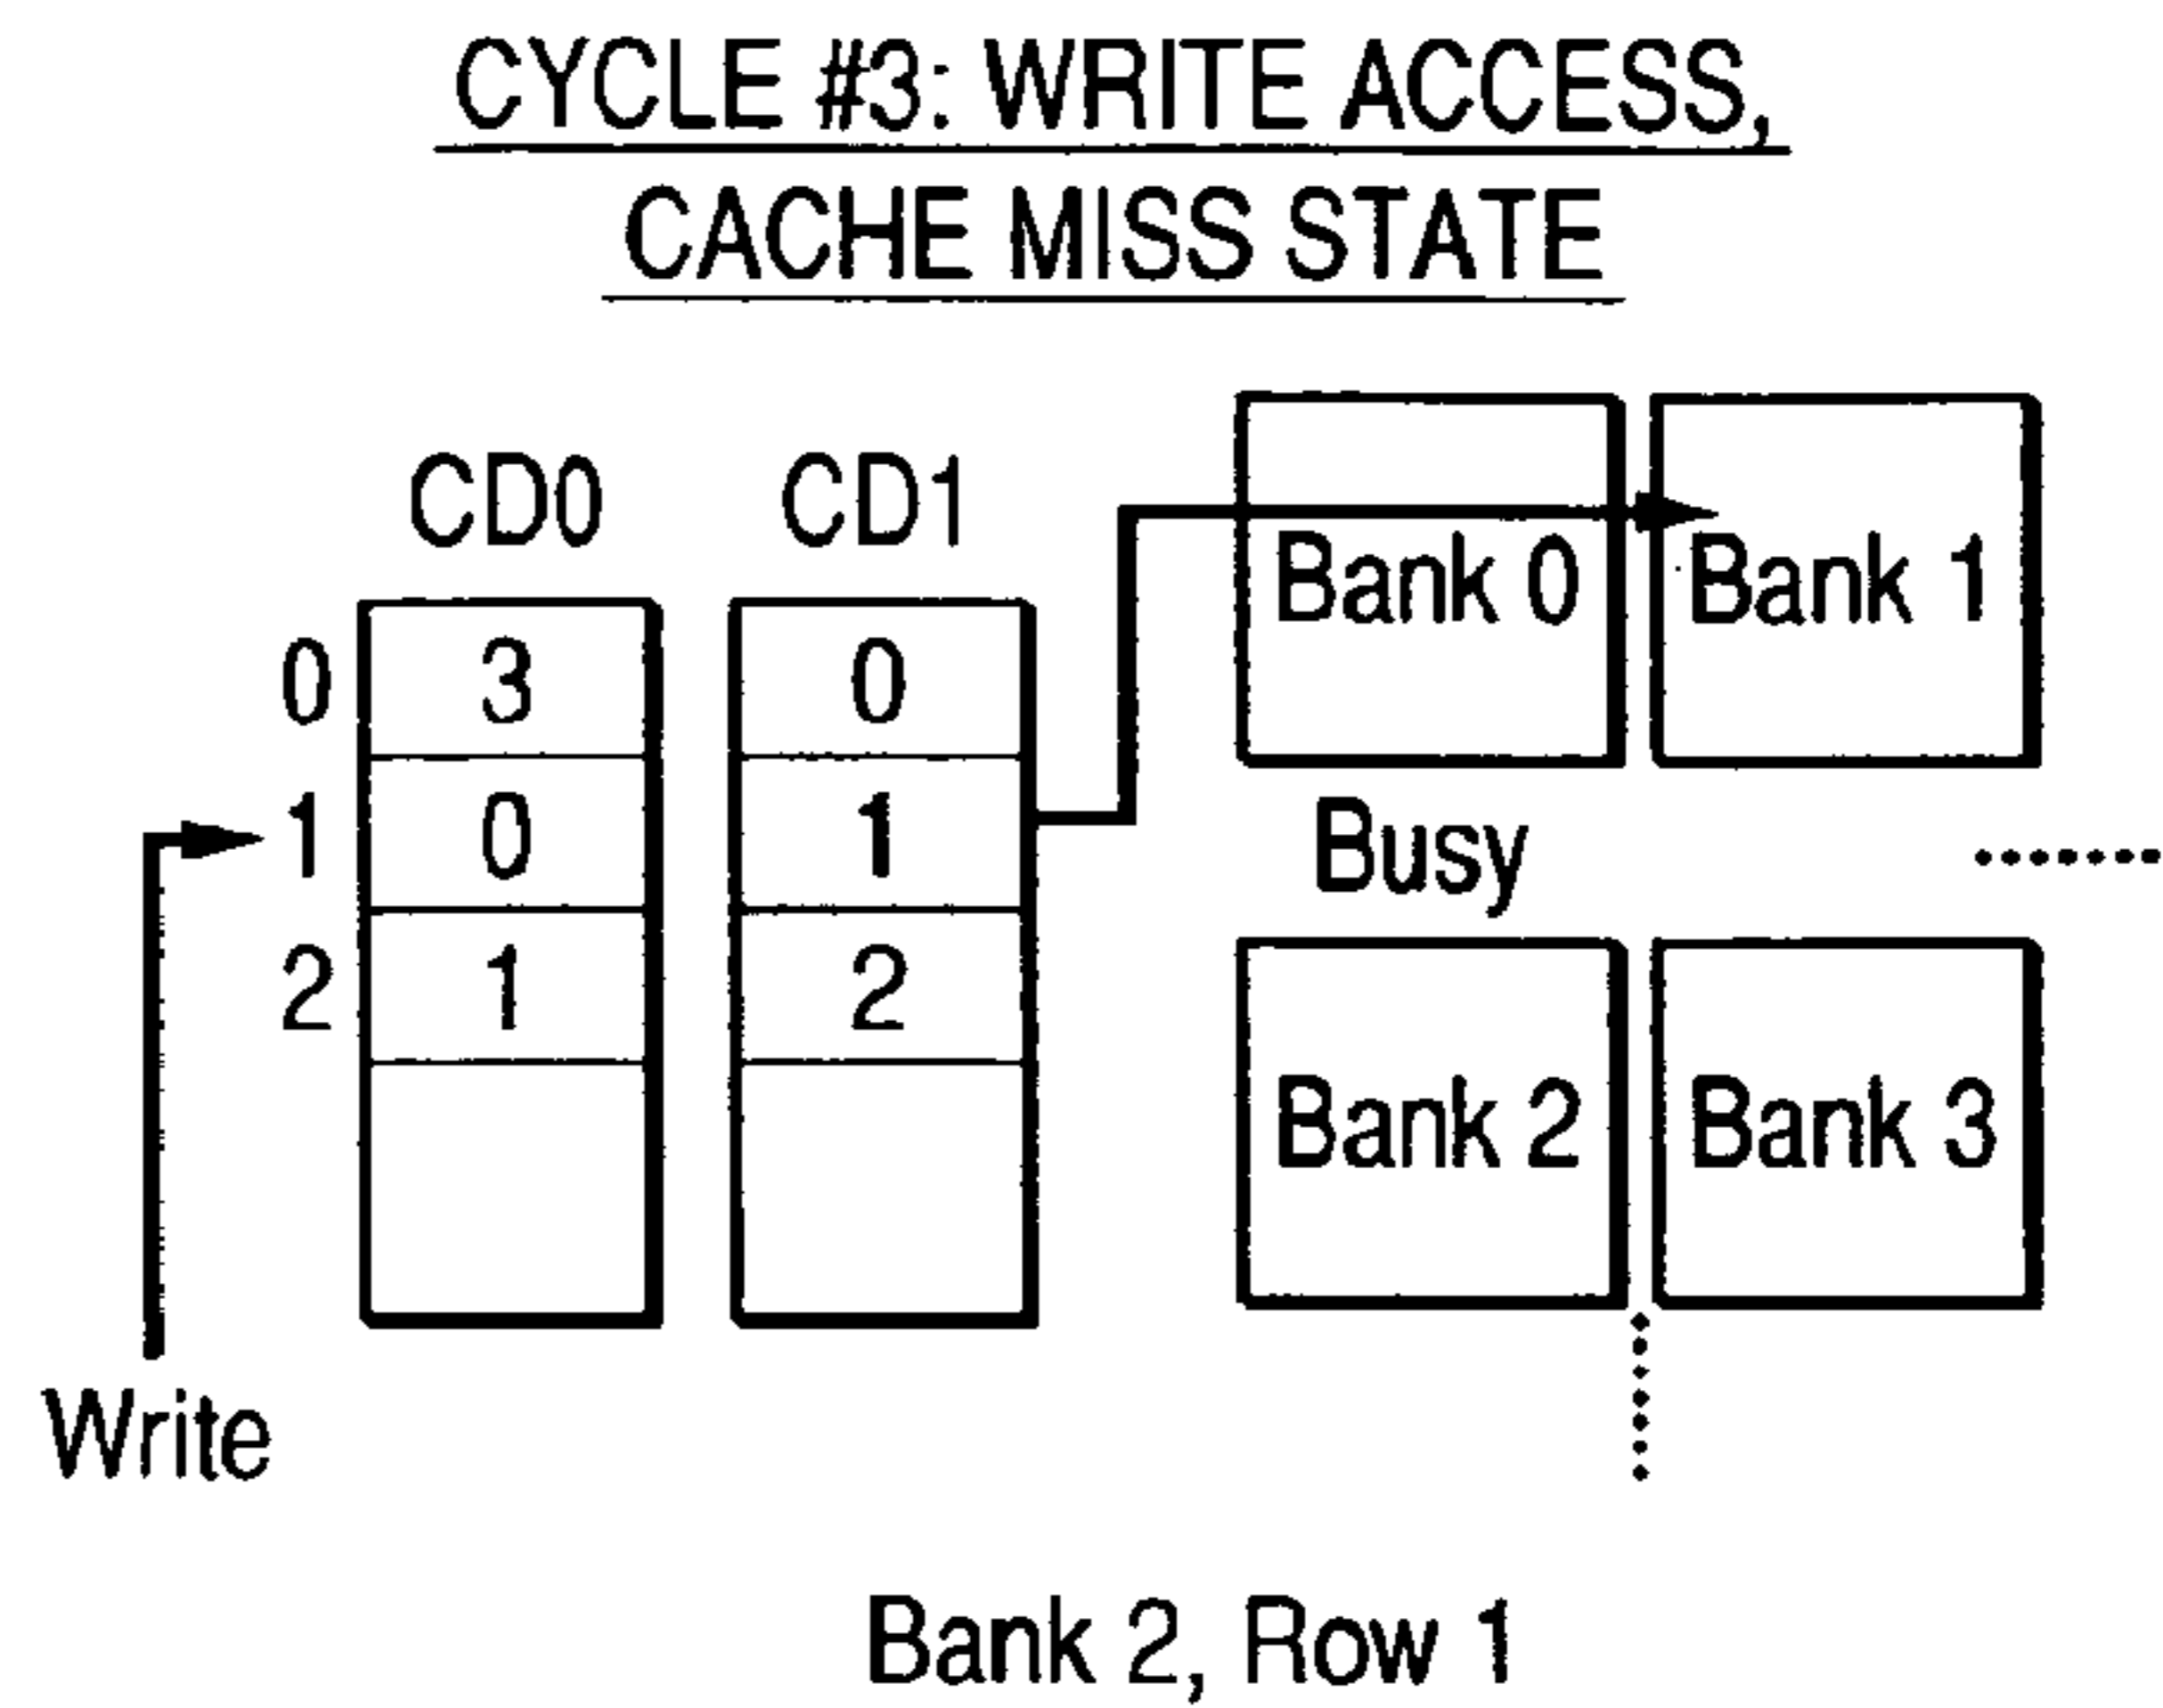 CYCLE #3: WRITE ACCESS,
CACHE MISS STATE
CD0 CD1
Bank 0 Bank 1
0 3 0
1 0 1
Busy
2 1 2
Bank 2 Bank 3
Write
Bank 2, Row 1